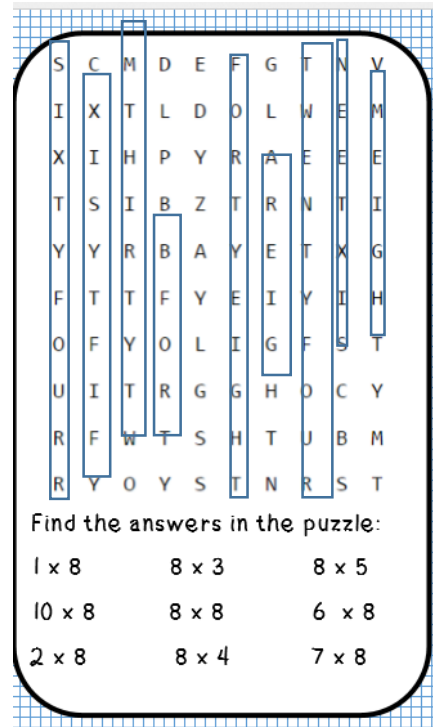 S C M D E F G T N V
I X T L D O L W E M
X I H P Y R A E E E
T S I B Z T R N T I
Y Y R B A Y E T X G
F T T F Y E I Y I H
O F Y O L I G F S T
U I T R G G H O C Y
R F W T S H T U B M
R Y O Y S T N R S T
Find the answers in the puzzle:
1 x 8 8 x 3 8 x 5
10 x 8 8 x 8 6 x 8
2 x 8 8 x 4 7 x 8